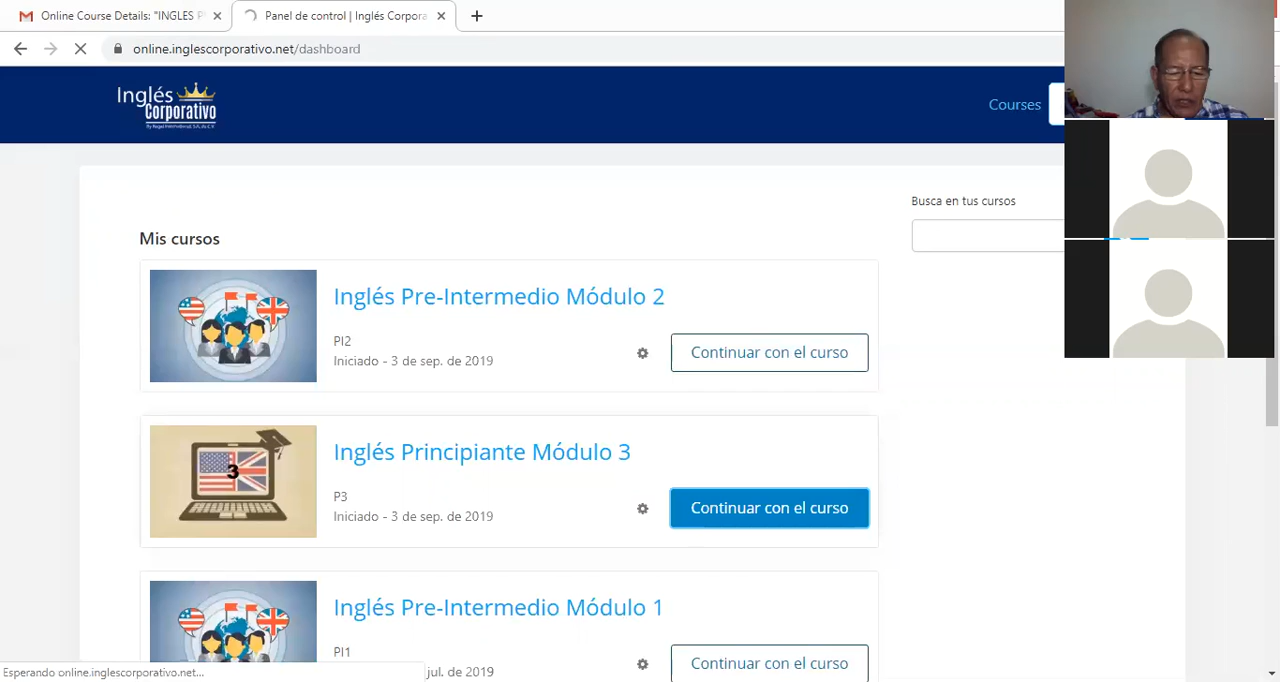 Online Course Details: "INGLES P
Panel de control | Inglés Corpora
online.inglescorporativo.net/dashboard
Inglés
Corporativo
Courses
Busca en tus cursos
Mis cursos
Inglés Pre-Intermedio Módulo 2
PI2
Iniciado - 3 de sep. de 2019
Continuar con el curso
Inglés Principiante Módulo 3
3
P3
Iniciado - 3 de sep. de 2019
Continuar con el curso
Inglés Pre-Intermedio Módulo 1
PI1
jul. de 2019
Continuar con el curso
Esperando online.inglescorporativo.net...